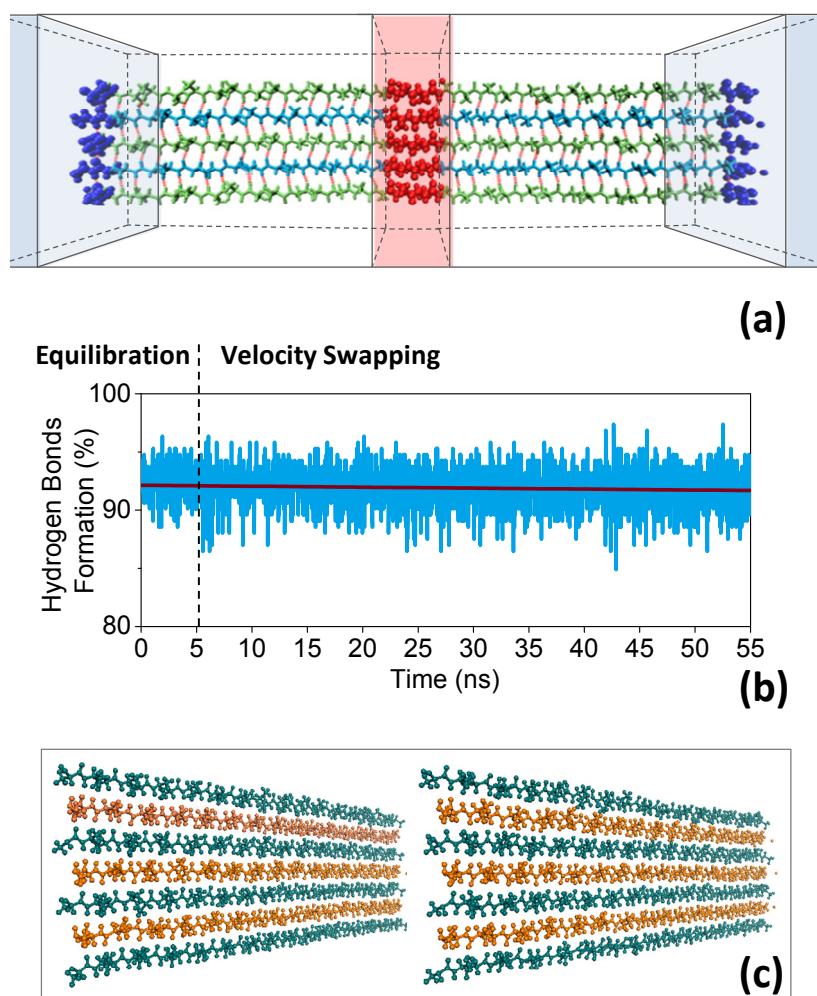 (a)
Equilibration Velocity Swapping
100
90
80
Hydrogen Bonds
Formation (%)
0 5 10 15 20 25 30 35 40 45 50 55
Time (ns)
(b)
(c)